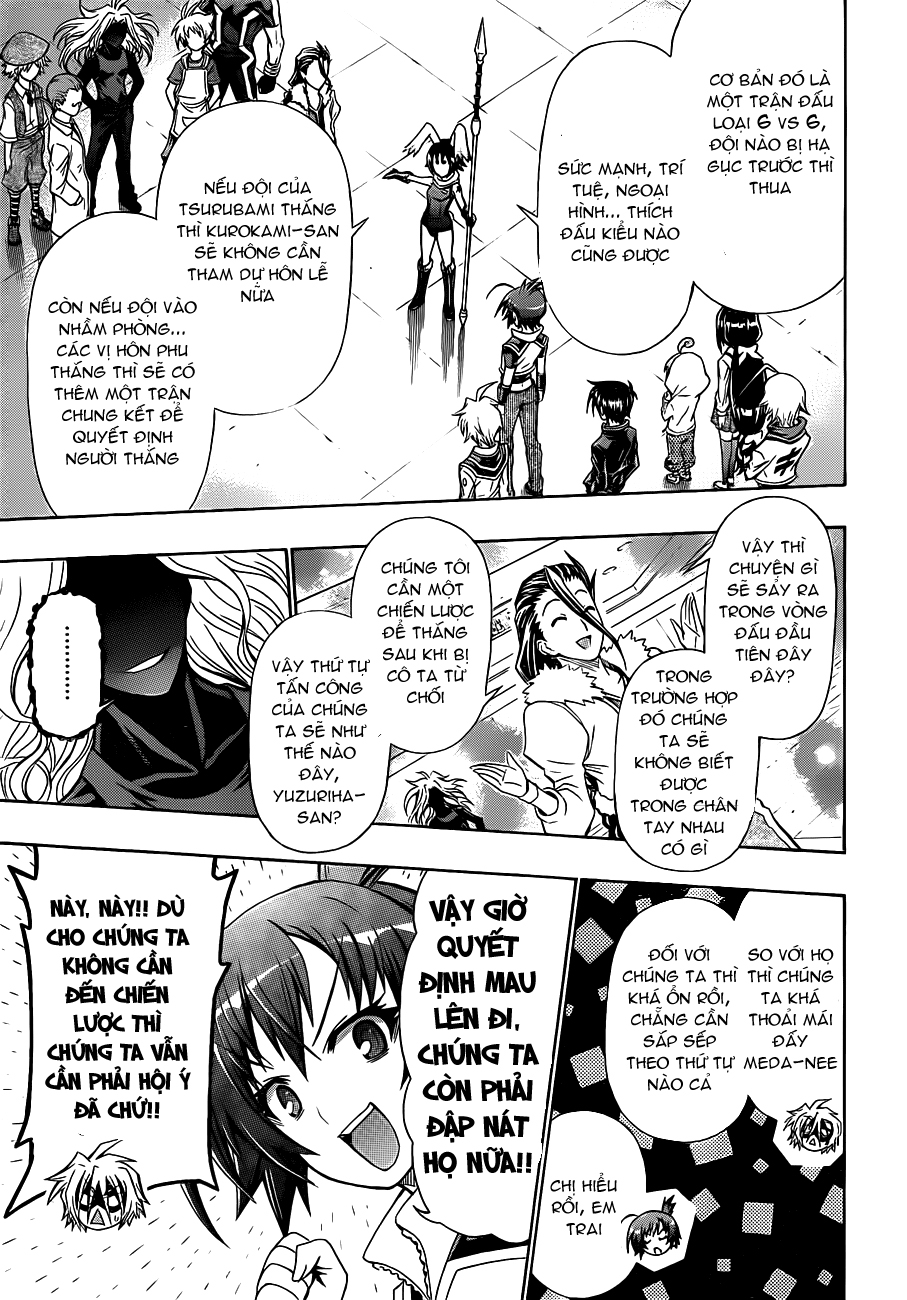 CƠ BẢN ĐÓ LÀ
MỘT TRẬN ĐẤU
LOẠI 6 VS 6,
ĐỘI NÀO BỊ HẠ
GỤC TRƯỚC THÌ
THUA
SỨC MẠNH, TRÍ
TUỆ, NGOẠI
HÌNH... THÍCH
ĐẤU KIỂU NÀO
CŨNG ĐƯỢC
NẾU ĐỘI CỦA
TSURUBAMI THẮNG
THÌ KUROKAMI-SAN
SẼ KHÔNG CẦN
THAM DỰ HÔN LỄ
NỮA
CÒN NẾU ĐỘI VÀO
NHẦM PHÒNG...
CÁC VỊ HÔN PHU
THẮNG THÌ SẼ CÓ
THÊM MỘT TRẬN
CHUNG KẾT ĐỂ
QUYẾT ĐỊNH
NGƯỜI THẮNG
VẬY THÌ
CHUYỆN GÌ
SẼ SẢY RA
TRONG VÒNG
ĐẤU ĐẦU
TIÊN ĐÂY
ĐÂY?
TRONG
TRƯỜNG HỢP
ĐÓ CHÚNG
TA SẼ
KHÔNG BIẾT
ĐƯỢC
TRONG CHÂN
TAY NHAU
CÓ GÌ
CHÚNG TÔI
CẦN MỘT
CHIẾN LƯỢC
ĐỂ THẮNG
SAU KHI BỊ
CÔ TA TỪ
CHỐI
VẬY THỨ TỰ
TẤN CÔNG
CỦA CHÚNG
TA SẼ NHƯ
THẾ NÀO
ĐÂY,
YUZURIHA-
SAN?
..........
SO VỚI HỌ
THÌ CHÚNG
TA KHÁ
THOẢI MÁI
ĐẤY
MEDA-NEE
ĐỐI VỚI
CHÚNG TA THÌ
KHÁ ỔN RỒI,
CHẲNG CẦN
SẮP SẾP
THEO THỨ TỰ
NÀO CẢ
CHỊ HIỂU
RỒI, EM
TRAI
VẬY GIỜ
QUYẾT
ĐỊNH MAU
LÊN ĐI,
CHÚNG TA
CÒN PHẢI
ĐẬP NÁT
HỌ NỮA!!
NÀY, NÀY!! DÙ
CHO CHÚNG TA
KHÔNG CẦN
ĐẾN CHIẾN
LƯỢC THÌ
CHÚNG TA VẪN
CẦN PHẢI HỘI Ý
ĐÃ CHỨ!!